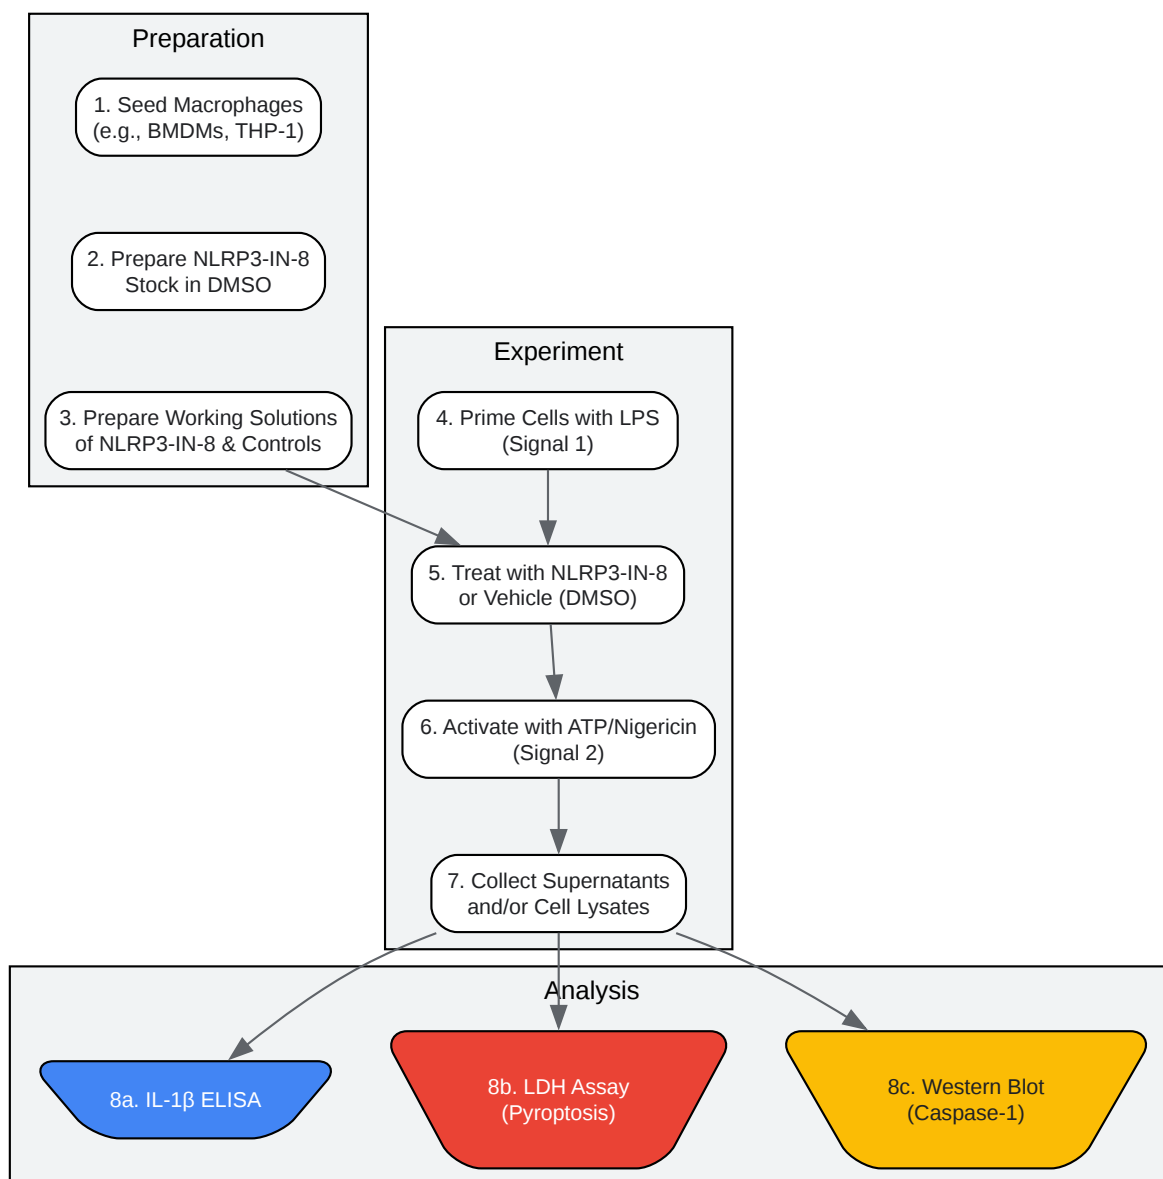 Preparation
1. Seed Macrophages
(e.g., BMDMs, THP-1)
2. Prepare NLRP3-IN-8
Stock in DMSO
3. Prepare Working Solutions
of NLRP3-IN-8 & Controls
Experiment
4. Prime Cells with LPS
(Signal 1)
5. Treat with NLRP3-IN-8
or Vehicle (DMSO)
6. Activate with ATP/Nigericin
(Signal 2)
7. Collect Supernatants
and/or Cell Lysates
Analysis
8a. IL-1β ELISA
8b. LDH Assay
(Pyroptosis)
8c. Western Blot
(Caspase-1)